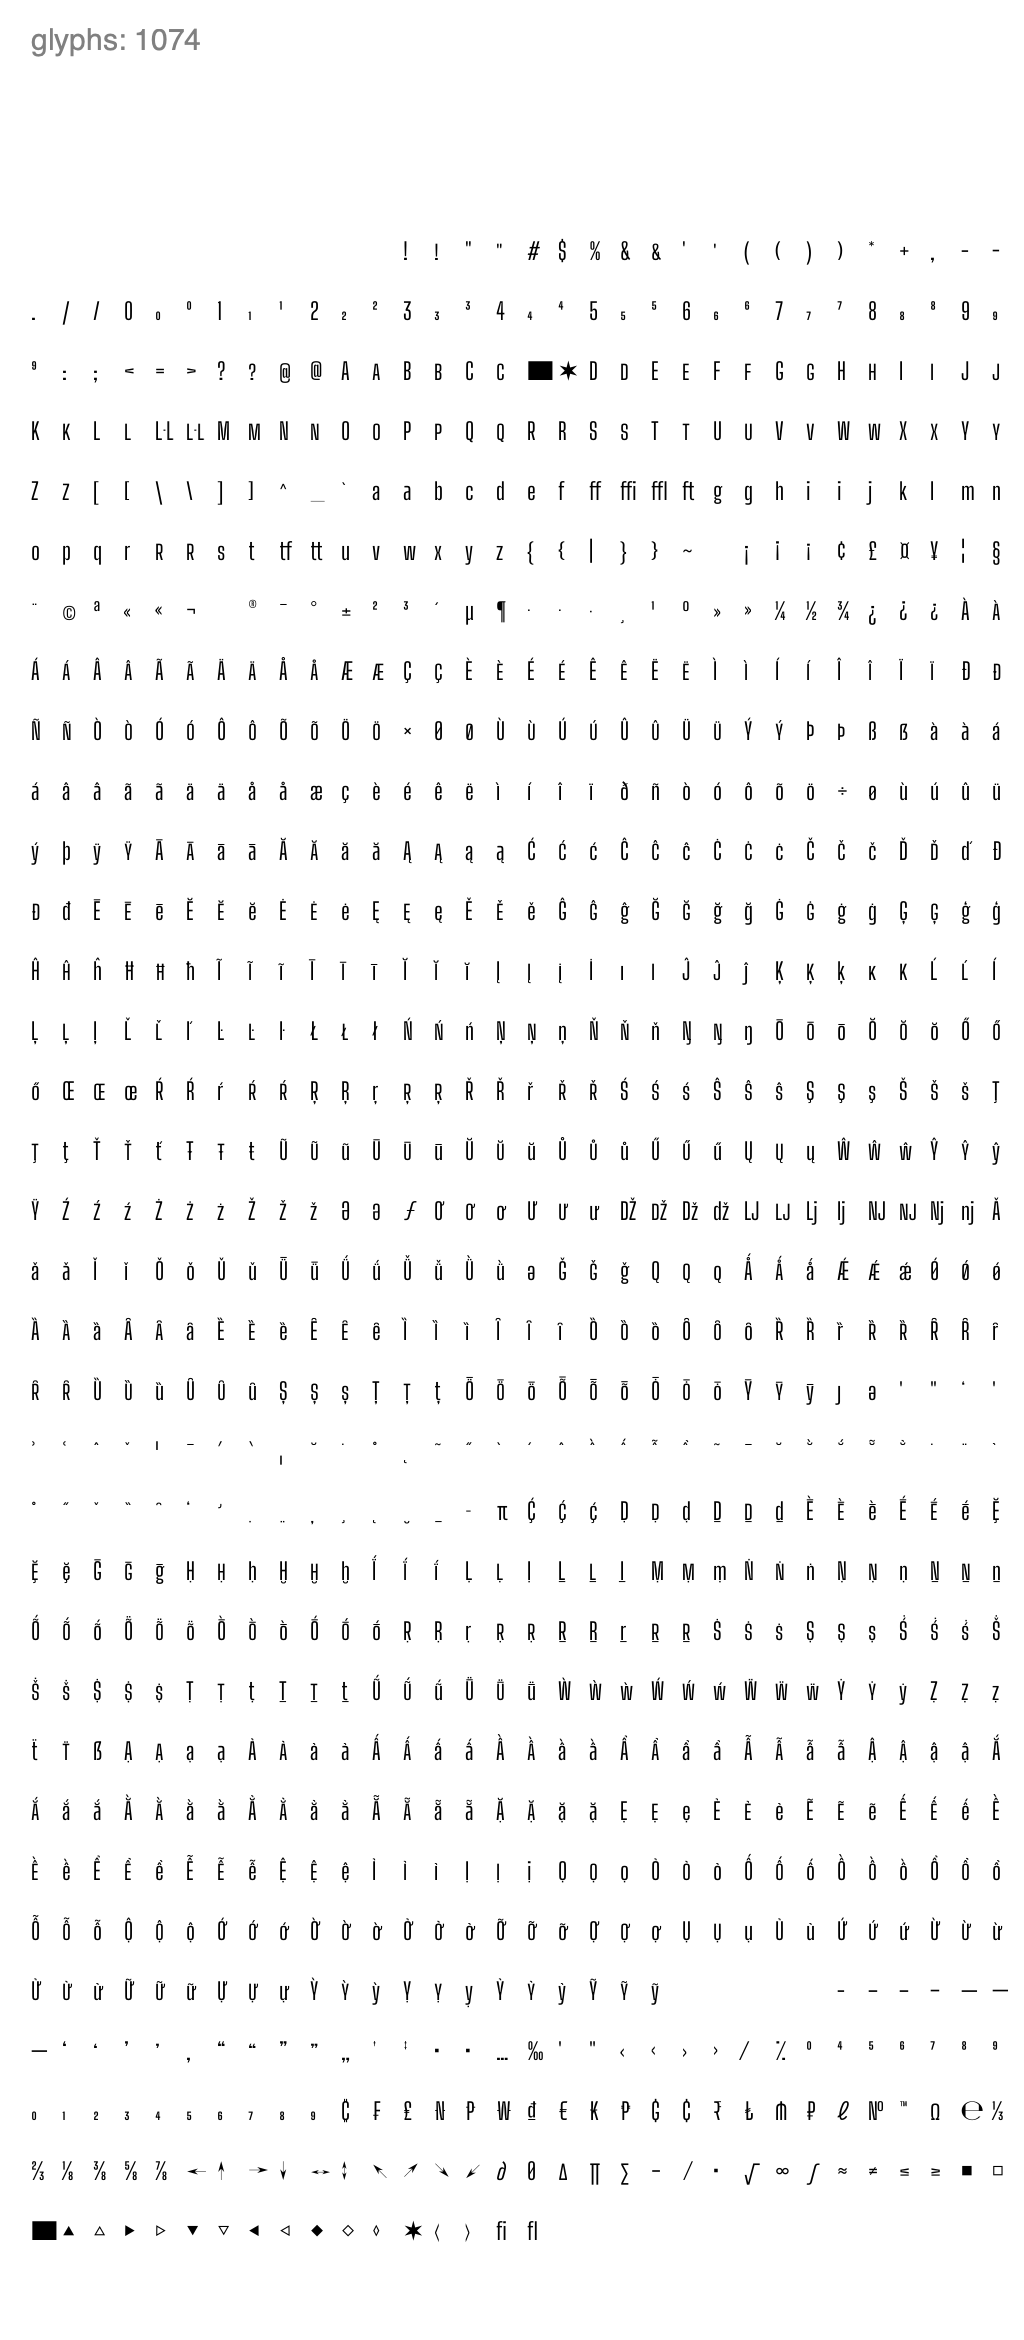 glyphs: 1074
! ! " " # $ % & & ' ' ( ( ) ) * + , - -
. / / 0 ₀ ⁰ 1 ₁ ¹ 2 ₂ ² 3 ₃ ³ 4 ₄ ⁴ 5 ₅ ⁵ 6 ₆ ⁶ 7 ₇ ⁷ 8 ₈ ⁸ 9 ₉
⁹ : ; < = > ? ? @ @ A A B B C C ■ ✶ D D E E F F G G H H I I J J
K K L L L·L L·L M M N N O O P P Q Q R R S S T T U U V V W W X X Y Y
Z Z [ [ \ \ ] ] ^ _ ` a a b c d e f ff ffi ffl ft g g h i i j k l m n
o p q r R R s t tf tt u v w x y z { { | } } ~ ¡ ¡ ¡ ¢ £ ¤ ¥ ¦ §
¨ © ª « « ¬ ® ¯ ° ± ² ³ ´ µ ¶ · · · ¸ ¹ º » » ¼ ½ ¾ ¿ ¿ ¿ À À
Á Á Â Â Ã Ã Ä Ä Å Å Æ Æ Ç Ç È È É É Ê Ê Ë Ë Ì Ì Í Í Î Î Ï Ï Ð Ð
Ñ Ñ Ò Ò Ó Ó Ô Ô Õ Õ Ö Ö × Ø Ø Ù Ù Ú Ú Û Û Ü Ü Ý Ý Þ Þ ß ß à à á
á â â ã ã ä ä å å æ ç è é ê ë ì í î ï ð ñ ò ó ô õ ö ÷ ø ù ú û ü
ý þ ÿ Ÿ Ā Ā ā ā Ă Ă ă ă Ą Ą ą ą Ć Ć ć Ĉ Ĉ ĉ Ċ Ċ ċ Č Č č Ď Ď ď Đ
Đ đ Ē Ē ē Ĕ Ĕ ĕ Ė Ė ė Ę Ę ę Ě Ě ě Ĝ Ĝ ĝ Ğ Ğ ğ ğ Ġ Ġ ġ ġ Ģ Ģ ģ ģ
Ĥ Ĥ ĥ Ħ Ħ ħ Ĩ Ĩ ĩ Ī Ī ī Ĭ Ĭ ĭ Į Į į İ ı ı Ĵ Ĵ ĵ Ķ Ķ ķ ĸ K Ĺ Ĺ ĺ
Ļ Ļ ļ Ľ Ľ ľ Ŀ Ŀ ŀ Ł Ł ł Ń Ń ń Ņ Ņ ņ Ň Ň ň Ŋ Ŋ ŋ Ō Ō ō Ŏ Ŏ ŏ Ő Ő
ő Œ Œ œ Ŕ Ŕ ŕ Ŕ Ŕ Ŗ Ŗ ŗ Ŗ Ŗ Ř Ř ř Ř Ř Ś Ś ś Ŝ Ŝ ŝ Ş Ş ş Š Š š Ţ
Ţ ţ Ť Ť ť Ŧ Ŧ ŧ Ũ Ũ ũ Ū Ū ū Ŭ Ŭ ŭ Ů Ů ů Ű Ű ű Ų Ų ų Ŵ Ŵ ŵ Ŷ Ŷ ŷ
Ÿ Ź Ź ź Ż Ż ż Ž Ž ž Ə ə ƒ Ơ Ơ ơ Ư Ư ư DŽ DŽ Dž dž LJ LJ Lj lj NJ NJ Nj nj Ǎ
ǎ ǎ Ǐ ǐ Ǒ ǒ Ǔ ǔ Ǖ ǖ Ǘ ǘ Ǚ ǚ Ǜ ǜ ə Ǧ Ǧ ǧ Ǫ Ǫ ǫ Ǻ Ǻ ǻ Ǽ Ǽ ǽ Ǿ Ǿ ǿ
Ȁ Ȁ ȁ Ȃ Ȃ ȃ Ȅ Ȅ ȅ Ȇ Ȇ ȇ Ȉ Ȉ ȉ Ȋ Ȋ ȋ Ȍ Ȍ ȍ Ȏ Ȏ ȏ Ȑ Ȑ ȑ Ȑ Ȑ Ȓ Ȓ ȓ
Ȓ Ȓ Ȕ Ȕ ȕ Ȗ Ȗ ȗ Ș Ș ș Ț Ț ț Ȫ Ȫ ȫ Ȭ Ȭ ȭ Ȱ Ȱ ȱ Ȳ Ȳ ȳ ȷ ə ' " ʻ '
π Ḉ Ḉ ḉ Ḍ Ḍ ḍ Ḏ Ḏ ḏ Ḕ Ḕ ḕ Ḗ Ḗ ḗ Ḝ
Ḝ ḝ Ḡ Ḡ ḡ Ḥ Ḥ ḥ Ḫ Ḫ ḫ Ḯ Ḯ ḯ Ḷ Ḷ ḷ Ḻ Ḻ ḻ Ṃ Ṃ ṃ Ṅ Ṅ ṅ Ṇ Ṇ ṇ Ṉ Ṉ ṉ
Ṍ Ṍ ṍ Ṏ Ṏ ṏ Ṑ Ṑ ṑ Ṓ Ṓ ṓ Ṛ Ṛ ṛ Ṛ Ṛ Ṟ Ṟ ṟ Ṟ Ṟ Ṡ Ṡ ṡ Ṣ Ṣ ṣ Ṥ Ṥ ṥ Ṧ
Ṧ ṧ Ṩ Ṩ ṩ Ṭ Ṭ ṭ Ṯ Ṯ ṯ Ṹ Ṹ ṹ Ṻ Ṻ ṻ Ẁ Ẁ ẁ Ẃ Ẃ ẃ Ẅ Ẅ ẅ Ẏ Ẏ ẏ Ẓ Ẓ ẓ
ẗ T̈ ẞ Ạ Ạ ạ ạ Ả Ả ả ả Ấ Ấ ấ ấ Ầ Ầ ầ ầ Ẩ Ẩ ẩ ẩ Ẫ Ẫ ẫ ẫ Ậ Ậ ậ ậ Ắ
Ắ ắ ắ Ằ Ằ ằ ằ Ẳ Ẳ ẳ ẳ Ẵ Ẵ ẵ ẵ Ặ Ặ ặ ặ Ẹ Ẹ ẹ Ẻ Ẻ ẻ Ẽ Ẽ ẽ Ế Ế ế Ề
Ề ề Ể Ể ể Ễ Ễ ễ Ệ Ệ ệ Ỉ Ỉ ỉ Ị Ị ị Ọ Ọ ọ Ỏ Ỏ ỏ Ố Ố ố Ồ Ồ ồ Ổ Ổ ổ
Ỗ Ỗ ỗ Ộ Ộ ộ Ớ Ớ ớ Ờ Ờ ờ Ở Ở ở Ỡ Ỡ ỡ Ợ Ợ ợ Ụ Ụ ụ Ủ ủ Ứ Ứ ứ Ừ Ừ ừ
Ử Ử ử Ữ Ữ ữ Ự Ự ự Ỳ Ỳ ỳ Ỵ Ỵ ỵ Ỷ Ỷ ỷ Ỹ Ỹ ỹ - - – – — —
― ‘ ‘ ’ ’ ‚ “ “ ” ” „ † ‡ • • … ‰ ′ ″ ‹ ‹ › › ⁄ ⁒ ⁰ ⁴ ⁵ ⁶ ⁷ ⁸ ⁹
₀ ₁ ₂ ₃ ₄ ₅ ₆ ₇ ₈ ₉ ₡ ₣ ₤ ₦ ₧ ₩ ₫ € ₭ ₱ ₲ ₵ ₹ ₺ ₼ ₽ ℓ № ™ Ω ℮ ⅓
⅔ ⅛ ⅜ ⅝ ⅞ ← ↑ → ↓ ↔ ↕ ↖ ↗ ↘ ↙ ∂ ∅ ∆ ∏ ∑ − ∕ ∙ √ ∞ ∫ ≈ ≠ ≤ ≥ ■ □
■ ▲ △ ▶ ▷ ▼ ▽ ◀ ◁ ◆ ◇ ◊ ✶ ⟨ ⟩ fi fl